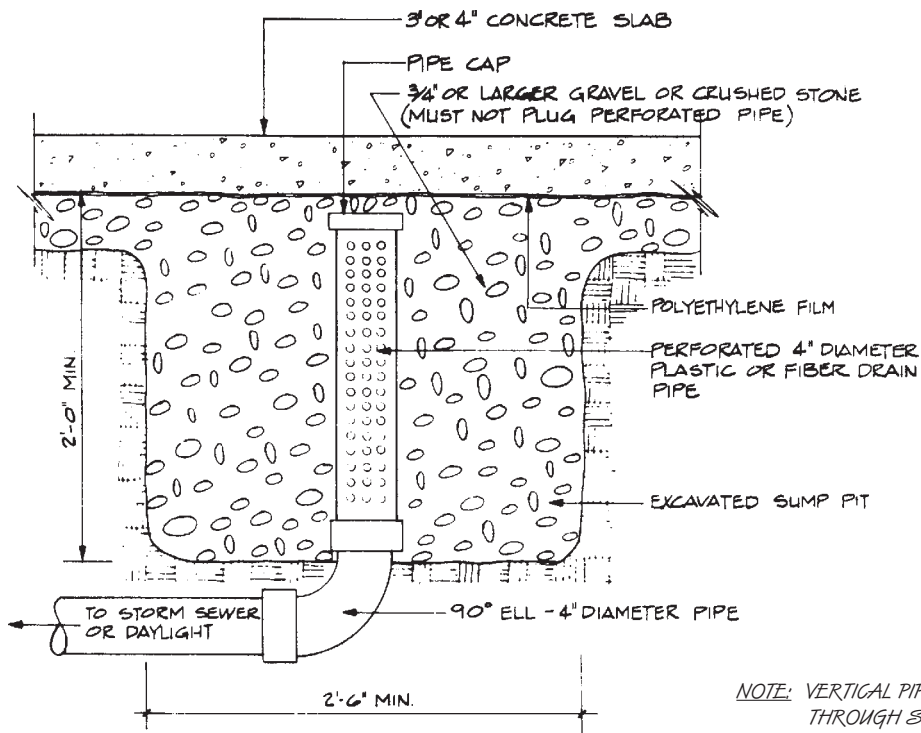 3" OR 4" CONCRETE SLAB
PIPE CAP
3/4" OR LARGER GRAVEL OR CRUSHED STONE
(MUST NOT PLUG PERFORATED PIPE)
POLYETHYLENE FILM
PERFORATED 4" DIAMETER
PLASTIC OR FIBER DRAIN
PIPE
2'-0" MIN
EXCAVATED SUMP PIT
TO STORM SEWER
OR DAYLIGHT
90° ELL - 4" DIAMETER PIPE
2'-6" MIN.
NOTE: VERTICAL
THROUGH